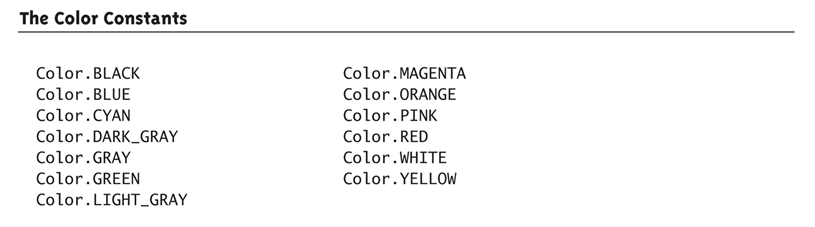 The Color Constants
Color.BLACK
Color.BLUE
Color.CYAN
Color.DARK_GRAY
Color.GRAY
Color.GREEN
Color.LIGHT_GRAY
Color.MAGENTA
Color.ORANGE
Color.PINK
Color.RED
Color.WHITE
Color.YELLOW